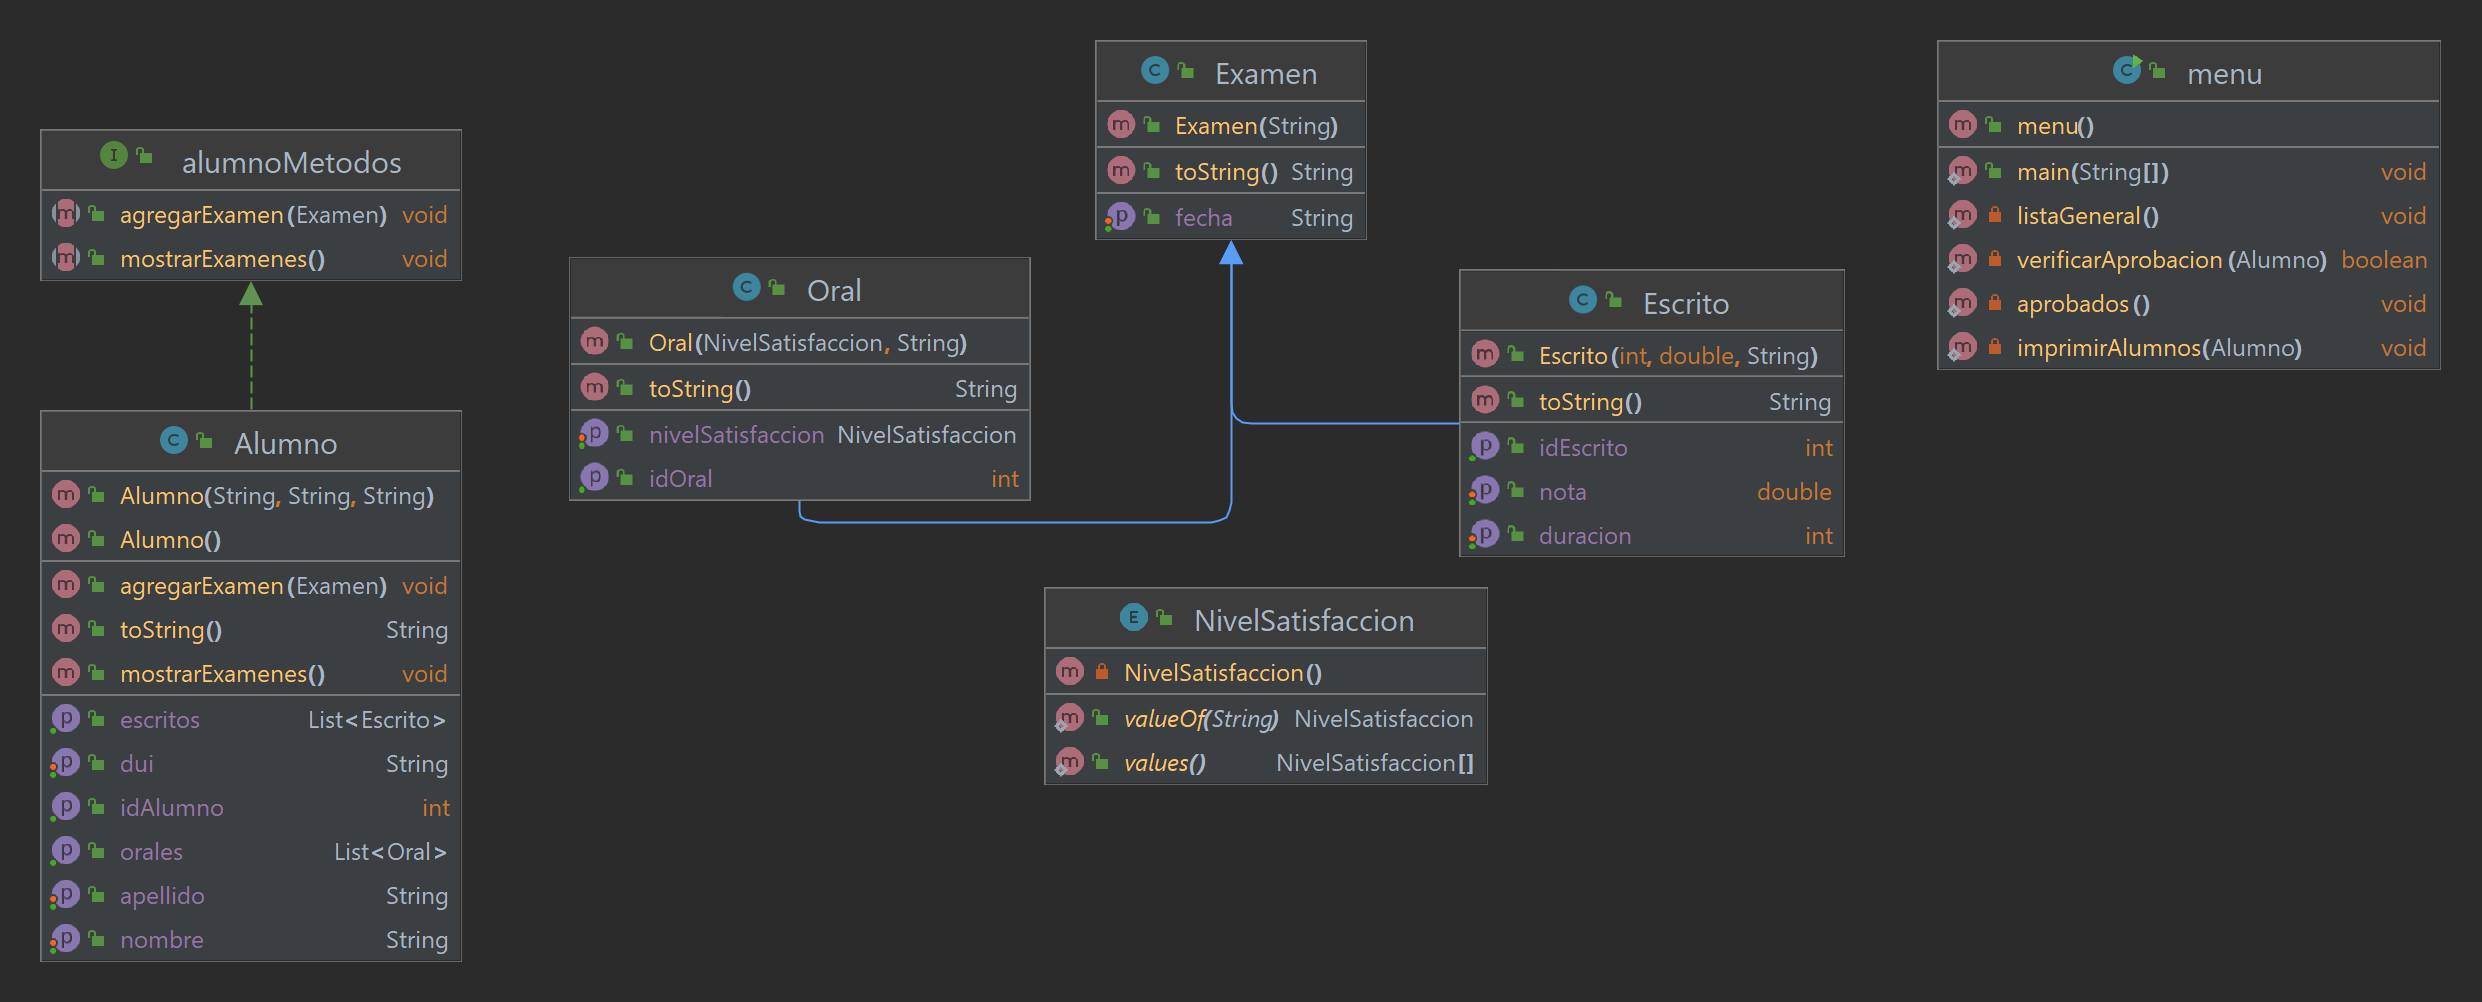 alumnoMetodos
agregarExamen(Examen) void
mostrarExamenes() void
Alumno
Alumno(String, String, String)
Alumno()
agregarExamen(Examen) void
toString() String
mostrarExamenes() void
escritos List<Escrito>
dui String
idAlumno int
orales List<Oral>
apellido String
nombre String
Oral
Oral(NivelSatisfaccion, String)
toString() String
nivelSatisfaccion NivelSatisfaccion
idOral int
Examen
Examen(String)
toString() String
fecha String
Escrito
Escrito(int, double, String)
toString() String
idEscrito int
nota double
duracion int
NivelSatisfaccion
NivelSatisfaccion()
valueOf(String) NivelSatisfaccion
values() NivelSatisfaccion[]
menu
menu()
main(String[]) void
listaGeneral() void
verificarAprobacion(Alumno) boolean
aprobados() void
imprimirAlumnos(Alumno) void